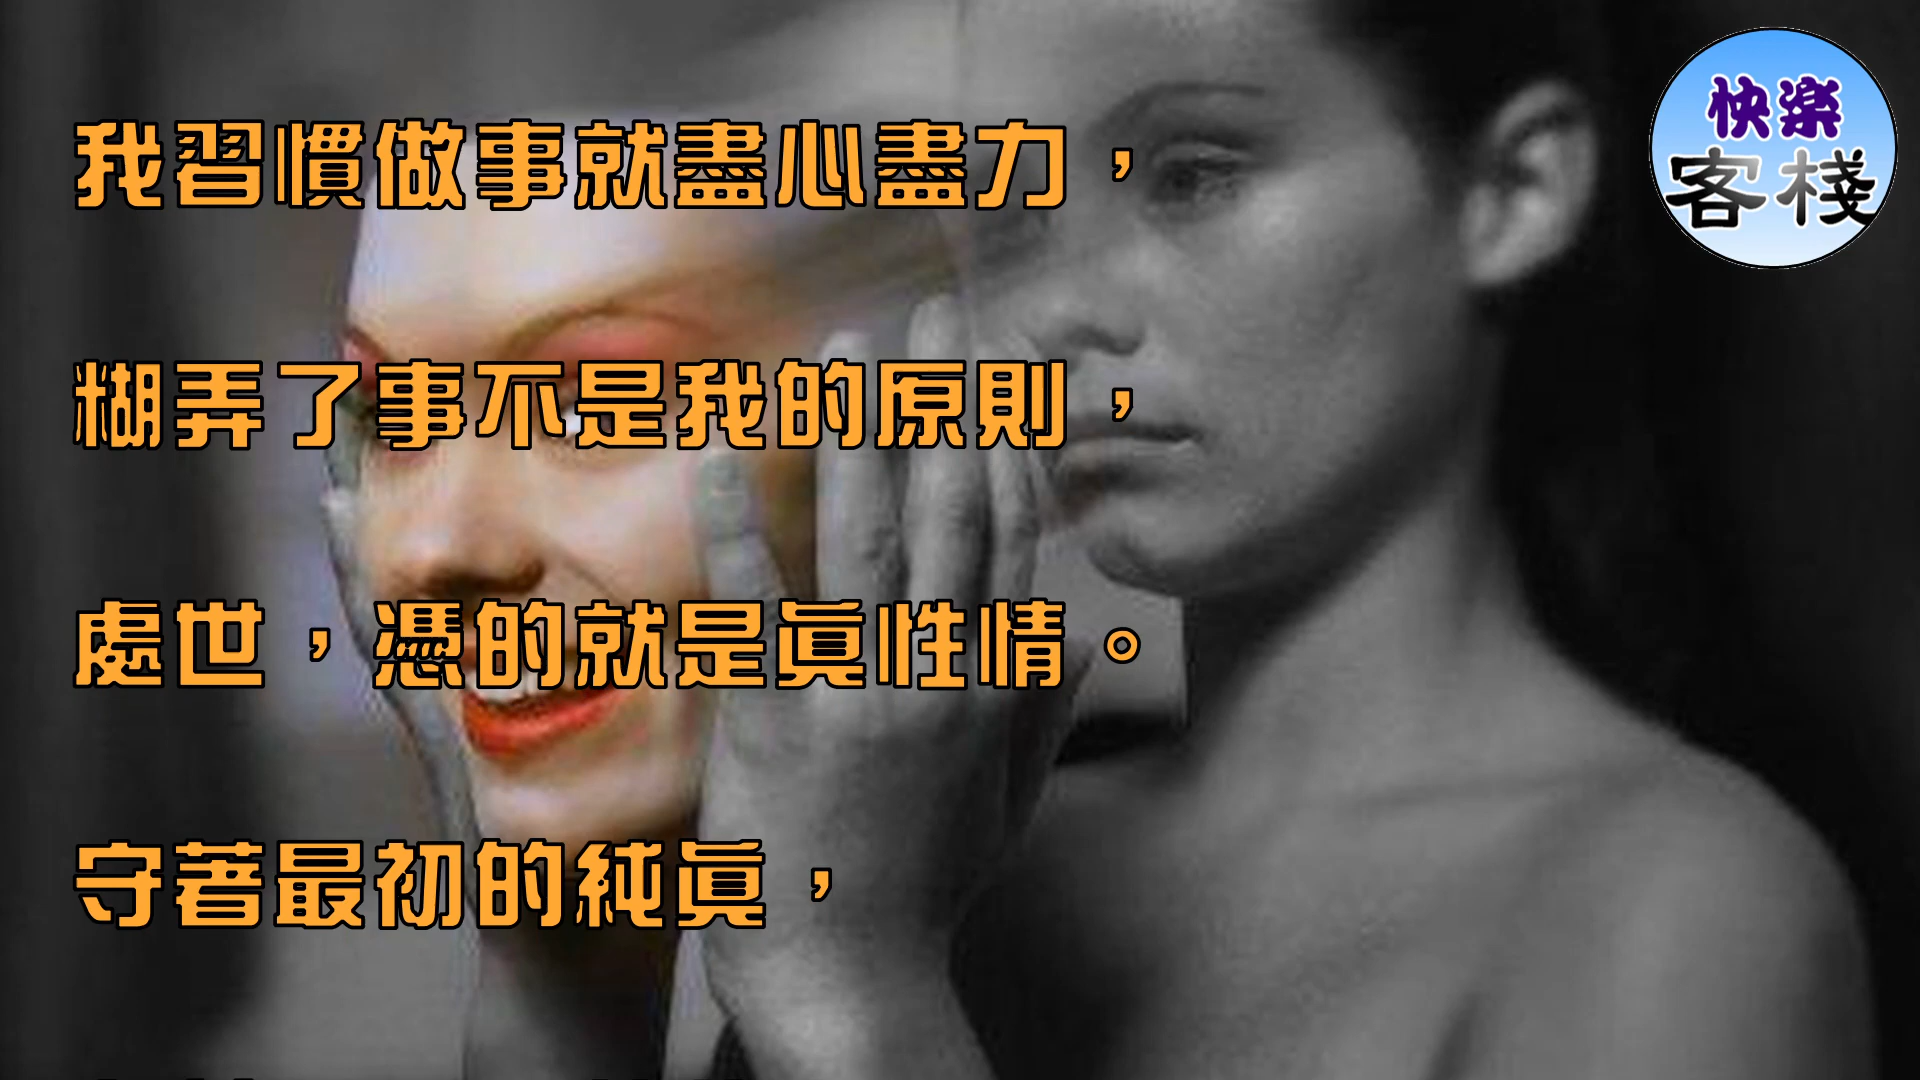 我習慣做事就盡心盡力，
糊弄了事不是我的原則，
處世，憑的就是眞性情。
守著最初的純眞，
快樂
客棧